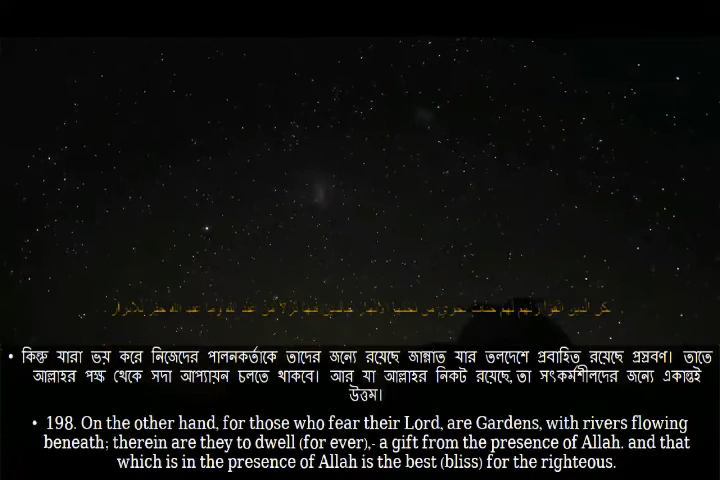 • কিন্তু যারা ভয় করে নিজেদের পালনকর্তাকে তাদের জন্যে রয়েছে জান্নাত যার তলদেশে প্রবাহিত রয়েছে প্রস্রবণ। তাতে
আল্লাহর পক্ষ থেকে সদা আপ্যায়ন চলতে থাকবে। আর যা আল্লাহর নিকট রয়েছে, তা সৎকর্মশীলদের জন্যে একান্তই
উত্তম।
• 198. On the other hand, for those who fear their Lord, are Gardens, with rivers flowing
beneath; therein are they to dwell (for ever),- a gift from the presence of Allah. and that
which is in the presence of Allah is the best (bliss) for the righteous.